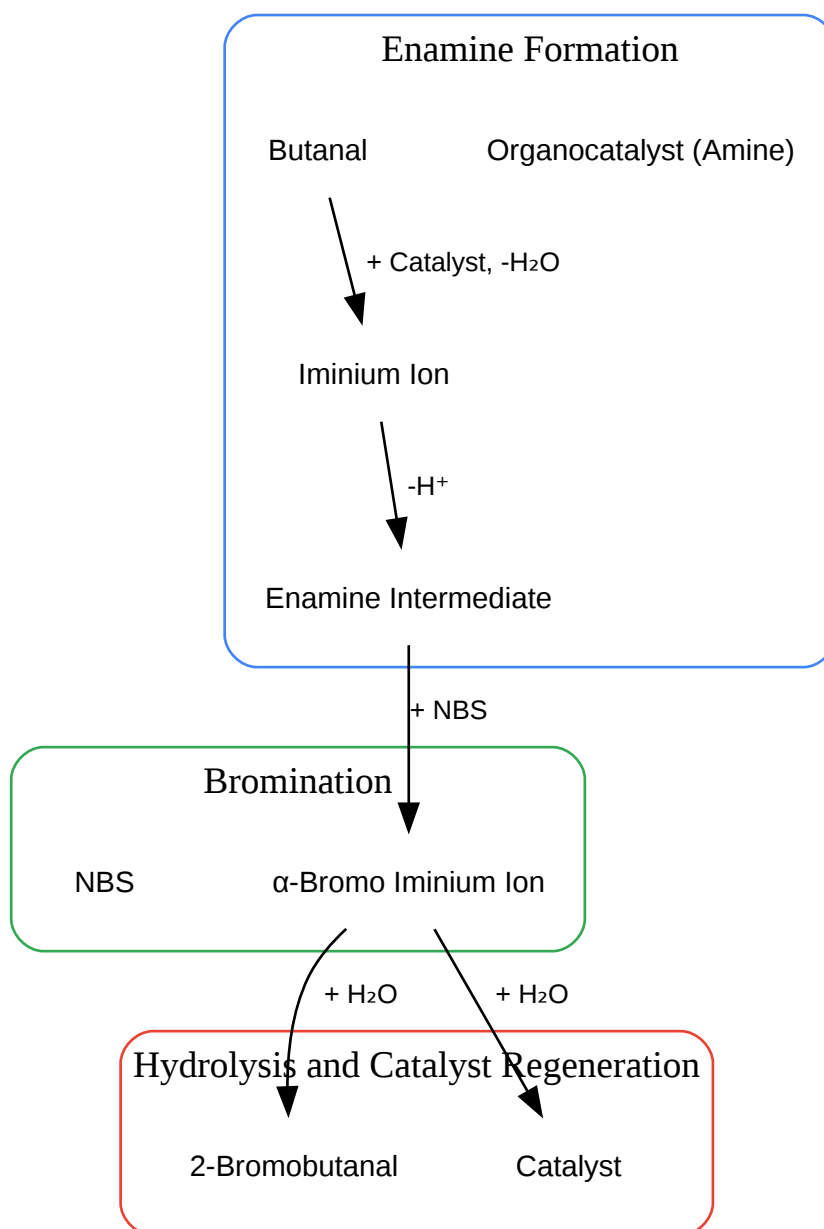 Enamine Formation
Butanal
Organocatalyst (Amine)
+ Catalyst, -H₂O
Iminium Ion
-H⁺
Enamine Intermediate
+ NBS
Bromination
NBS
α-Bromo Iminium Ion
+ H₂O
+ H₂O
Hydrolysis and Catalyst Regeneration
2-Bromobutanal
Catalyst